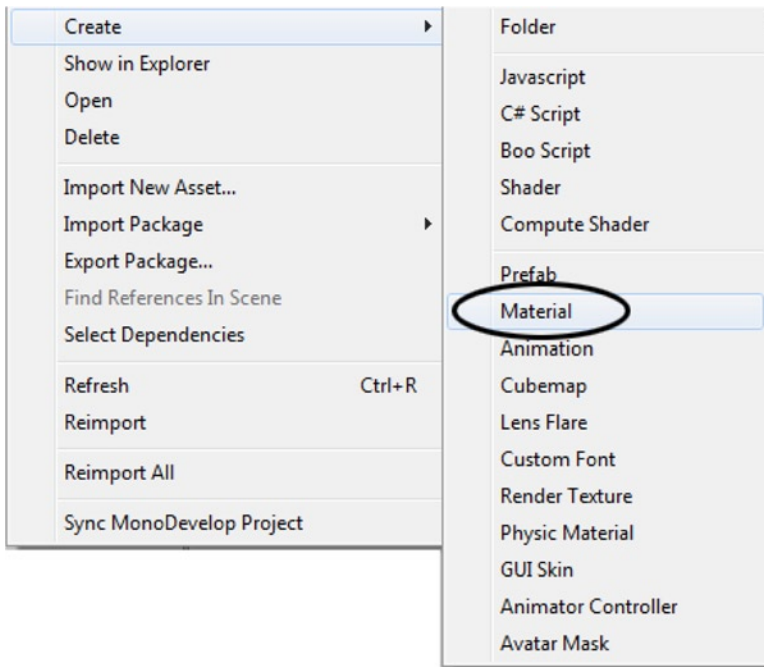 Create
Show in Explorer
Open
Delete
Import New Asset...
Import Package
Export Package...
Find References In Scene
Select Dependencies
Refresh Ctrl+R
Reimport
Reimport All
Sync MonoDevelop Project
Folder
Javascript
C# Script
Boo Script
Shader
Compute Shader
Prefab
Material
Animation
Cubemap
Lens Flare
Custom Font
Render Texture
Physic Material
GUI Skin
Animator Controller
Avatar Mask